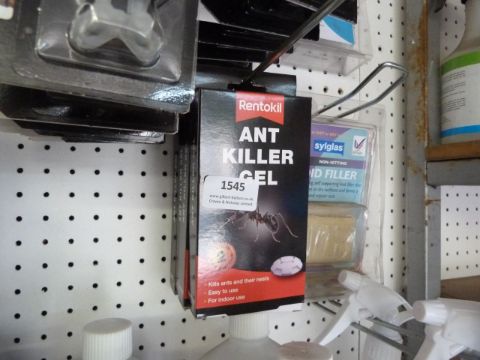 Rentokil
ANT
KILLER
GEL
1545
• Kills ants and their nests
• Easy to use
• For indoor use
sylglas
NON-SETTING
ND FILLER